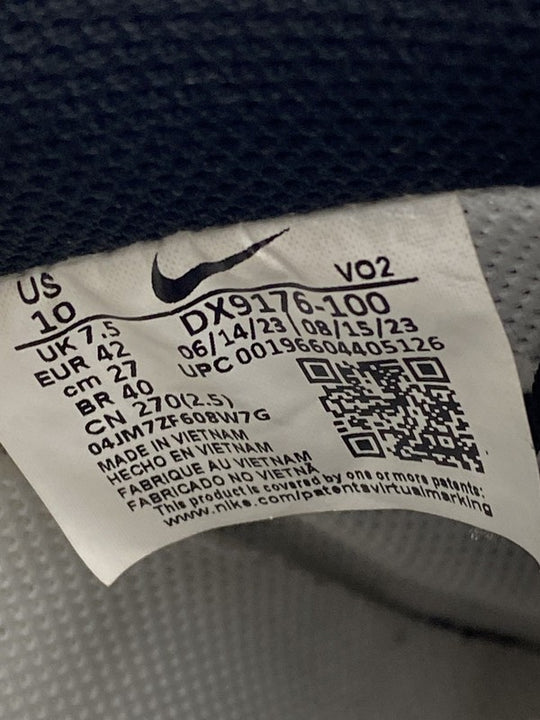 US
10
VO2
UK 7.5
EUR 42
cm 27
BR 40
CN 270(2.5)
04JM7ZF608W7G
DX9176-100
06/14/23 08/15/23
UPC 00196604405126
MADE IN VIETNAM
HECHO EN VIETNAM
FABRIQUE AU VIETNAM
FABRICADO NO VIETNÃ
This product is covered by one or more patents:
www.nike.com/patentsvirtualmarking